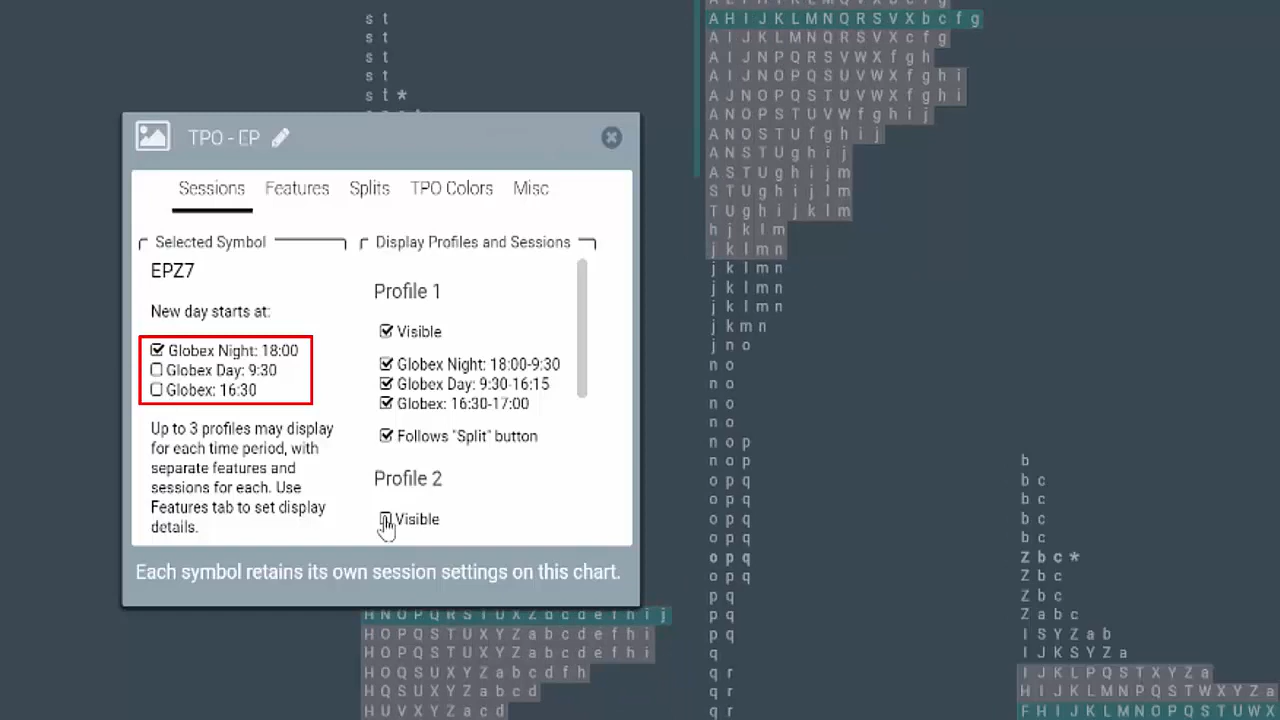 s t
s t
s t
s t
s t *
TPO - EP
Sessions Features Splits TPO Colors Misc
Selected Symbol
EPZ7
New day starts at:
Globex Night: 18:00
Globex Day: 9:30
Globex: 16:30
Up to 3 profiles may display
for each time period, with
separate features and
sessions for each. Use
Features tab to set display
details.
Display Profiles and Sessions
Profile 1
Visible
Globex Night: 18:00-9:30
Globex Day: 9:30-16:15
Globex: 16:30-17:00
Follows "Split" button
Profile 2
Visible
Each symbol retains its own session settings on this chart.
H N O P Q R S T U X Z b c d e f h i j
H O P Q S T U X Y Z a b c d e f h i
H O P Q S T U X Y Z a b c d e f h i
H O Q S U X Y Z a b c d f h
H Q S U X Y Z a b c d
H U V X Y Z a c d
A H I J K L M N Q R S V X b c f g
A I J K L M N Q R S V X c f g
A I J N P Q R S V W X f g h
A I J N O P Q S U V W X f g h i
A J N O P Q S T U V W X f g h i
A N O P S T U V W f g h i j
A N O S T U f g h i j
A N S T U g h i j
A S T U g h i j m
S T U g h i j l m
T U g h i j k l m
h j k l m
j k l m n
j k l m n
j k l m n
j k l m n
j k m n
j n o
n o
n o
n o
n o
n o p
n o p
o p q
o p q
o p q
o p q
o p q
o p q
p q
p q
p q
q
q r
q r
q r
b
b c
b c
b c
b c
Z b c *
Z b c
Z b c
Z a b c
I S Y Z a b
I J K S Y Z a
I J K L P Q S T X Y Z a
H I J K L M N P Q S T W X Y Z a
F H I J K L M N O P Q S T U W X